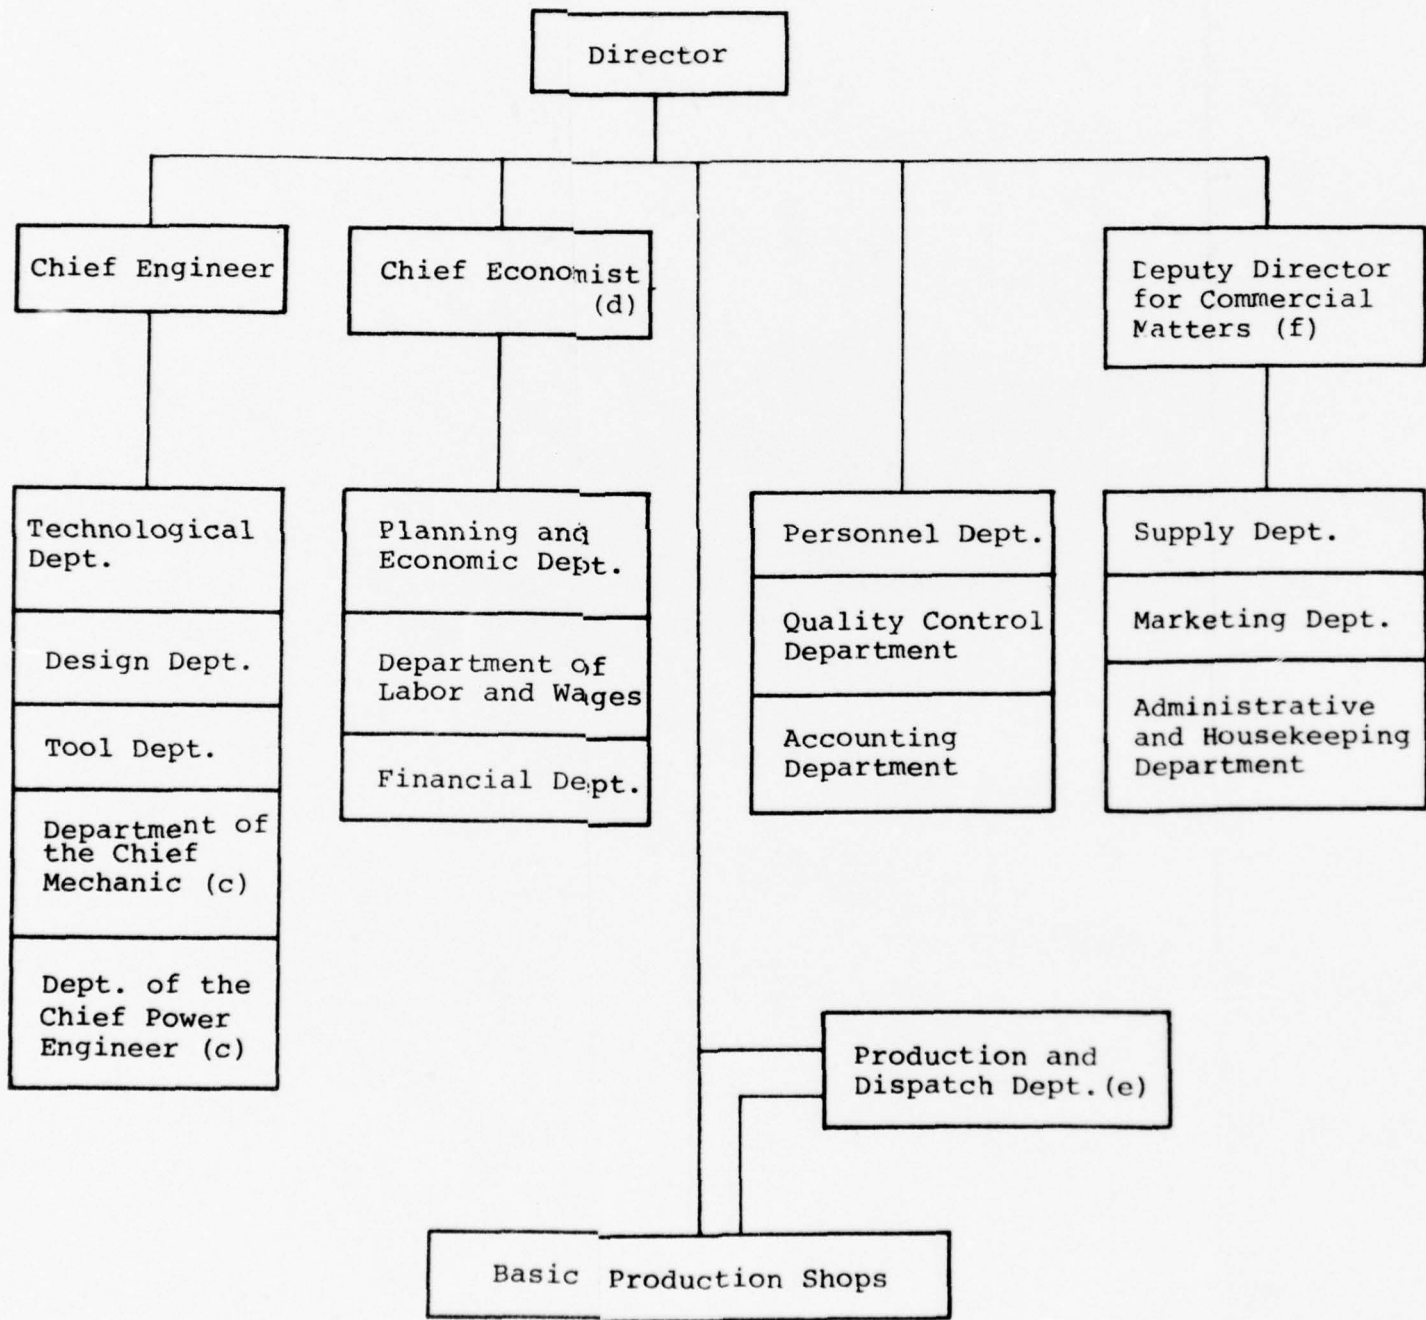 Director
Chief Engineer
Chief Economist
(d)
Deputy Director
for Commercial
Matters (f)
Technological
Dept.
Design Dept.
Tool Dept.
Department of
the Chief
Mechanic (c)
Dept. of the
Chief Power
Engineer (c)
Planning and
Economic Dept.
Department of
Labor and Wages
Financial Dept.
Personnel Dept.
Quality Control
Department
Accounting
Department
Supply Dept.
Marketing Dept.
Administrative
and Housekeeping
Department
Production and
Dispatch Dept.(e)
Basic Production Shops